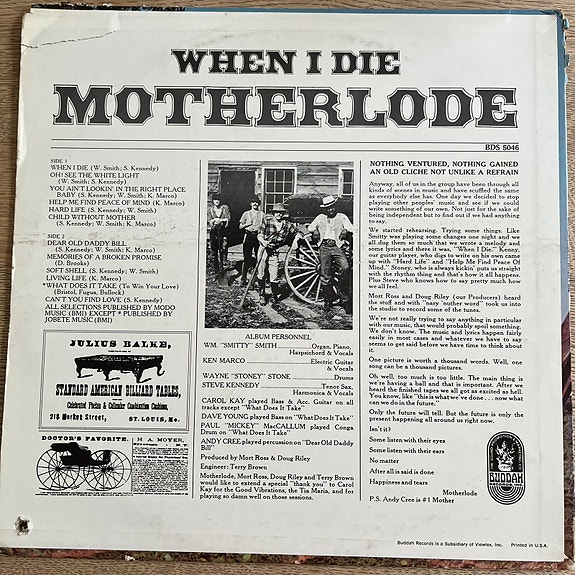 WHEN I DIE
MOTHERLODE
BDS 5046
SIDE 1
WHEN I DIE (W. Smith; S. Kennedy)
OH! SEE THE WHITE LIGHT
(W. Smith; S. Kennedy)
YOU AIN'T LOOKIN' IN THE RIGHT PLACE
BABY (S. Kennedy; W. Smith; K. Marco)
HELP ME FIND PEACE OF MIND (K. Marco)
HARD LIFE (S. Kennedy; W. Smith)
CHILD WITHOUT MOTHER
(S. Kennedy; W. Smith; K. Marco)
SIDE 2
DEAR OLD DADDY BILL
(S. Kennedy; W. Smith; K. Marco)
MEMORIES OF A BROKEN PROMISE
(D. Brooks)
SOFT SHELL (S. Kennedy; W. Smith)
LIVING LIFE (K. Marco)
*WHAT DOES IT TAKE (To Win Your Love)
(Bristol, Fugua, Bullock)
CAN'T YOU FIND LOVE (S. Kennedy)
ALL SELECTIONS PUBLISHED BY MODO
MUSIC (BMI) EXCEPT * PUBLISHED BY
JOBETE MUSIC (BMI)
JULIUS BALKE,
STANDARD AMERICAN BILLIARD TABLES,
Celebrated Phelan & Collender Combination Cushions,
218 Market Street, ST. LOUIS, Mo.
DOCTOR'S FAVORITE.
H. A. MOYER,
ALBUM PERSONNEL
WM. "SMITTY" SMITH Organ, Piano,
Harpsichord & Vocals
KEN MARCO Electric Guitar
& Vocals
WAYNE "STONEY" STONE Drums
STEVE KENNEDY Tenor Sax,
Harmonica & Vocals
CAROL KAY played Bass & Acc. Guitar on all
tracks except "What Does It Take"
DAVE YOUNG played Bass on "What Does It Take"
PAUL "MICKEY" MacCALLUM played Conga
Drum on "What Does It Take"
ANDY CREE played percussion on "Dear Old Daddy
Bill"
Produced by Mort Ross & Doug Riley
Engineer: Terry Brown
Motherlode, Mort Ross, Doug Riley and Terry Brown
would like to extend a special "thank you" to Carol
Kay for the Good Vibrations, the Tia Maria, and for
playing so damn well on those sessions.
NOTHING VENTURED, NOTHING GAINED
AN OLD CLICHE NOT UNLIKE A REFRAIN
Anyway, all of us in the group have been through all
kinds of scenes in music and have scuffled the same
as everybody else has. One day we decided to stop
playing other peoples' music and see if we could
write something of our own. Not just for the sake of
being independent but to find out if we had anything
to say.
We started rehearsing. Trying some things. Like
Smitty was playing some changes one night and we
all dug them so much that we wrote a melody and
some lyrics and there it was, "When I Die." Kenny,
our guitar player, who digs to write on his own came
up with "Hard Life" and "Help Me Find Peace Of
Mind." Stoney, who is always kickin' puts us straight
with the rhythm thing and that's how it all happens.
Plus Steve who knows how to say pretty much how
we all feel.
Mort Ross and Doug Riley (our Producers) heard
the stuff and with "nary 'nuther word" took us into
the studio to record some of the tunes.
We're not really trying to say anything in particular
with our music, that would probably spoil something.
We don't know. The music and lyrics happen fairly
easily in most cases and whatever we have to say
seems to get said before we have time to think about
it.
One picture is worth a thousand words. Well, one
song can be a thousand pictures.
Oh, well, too much is too little. The main thing is
we're having a ball and that is important. After we
heard the finished tapes we all got as excited as hell.
You know, like "this is what we've done . . . now what
can we do in the future."
Only the future will tell. But the future is only the
present happening all around us right now.
Isn't it?
Some listen with their eyes
Some listen with their ears
No matter
After all is said is done
Happiness and tears
Motherlode
P.S. Andy Cree is #1 Mother
BUDDAH
Buddah Records is a Subsidiary of Viewlex, Inc. Printed in U.S.A.